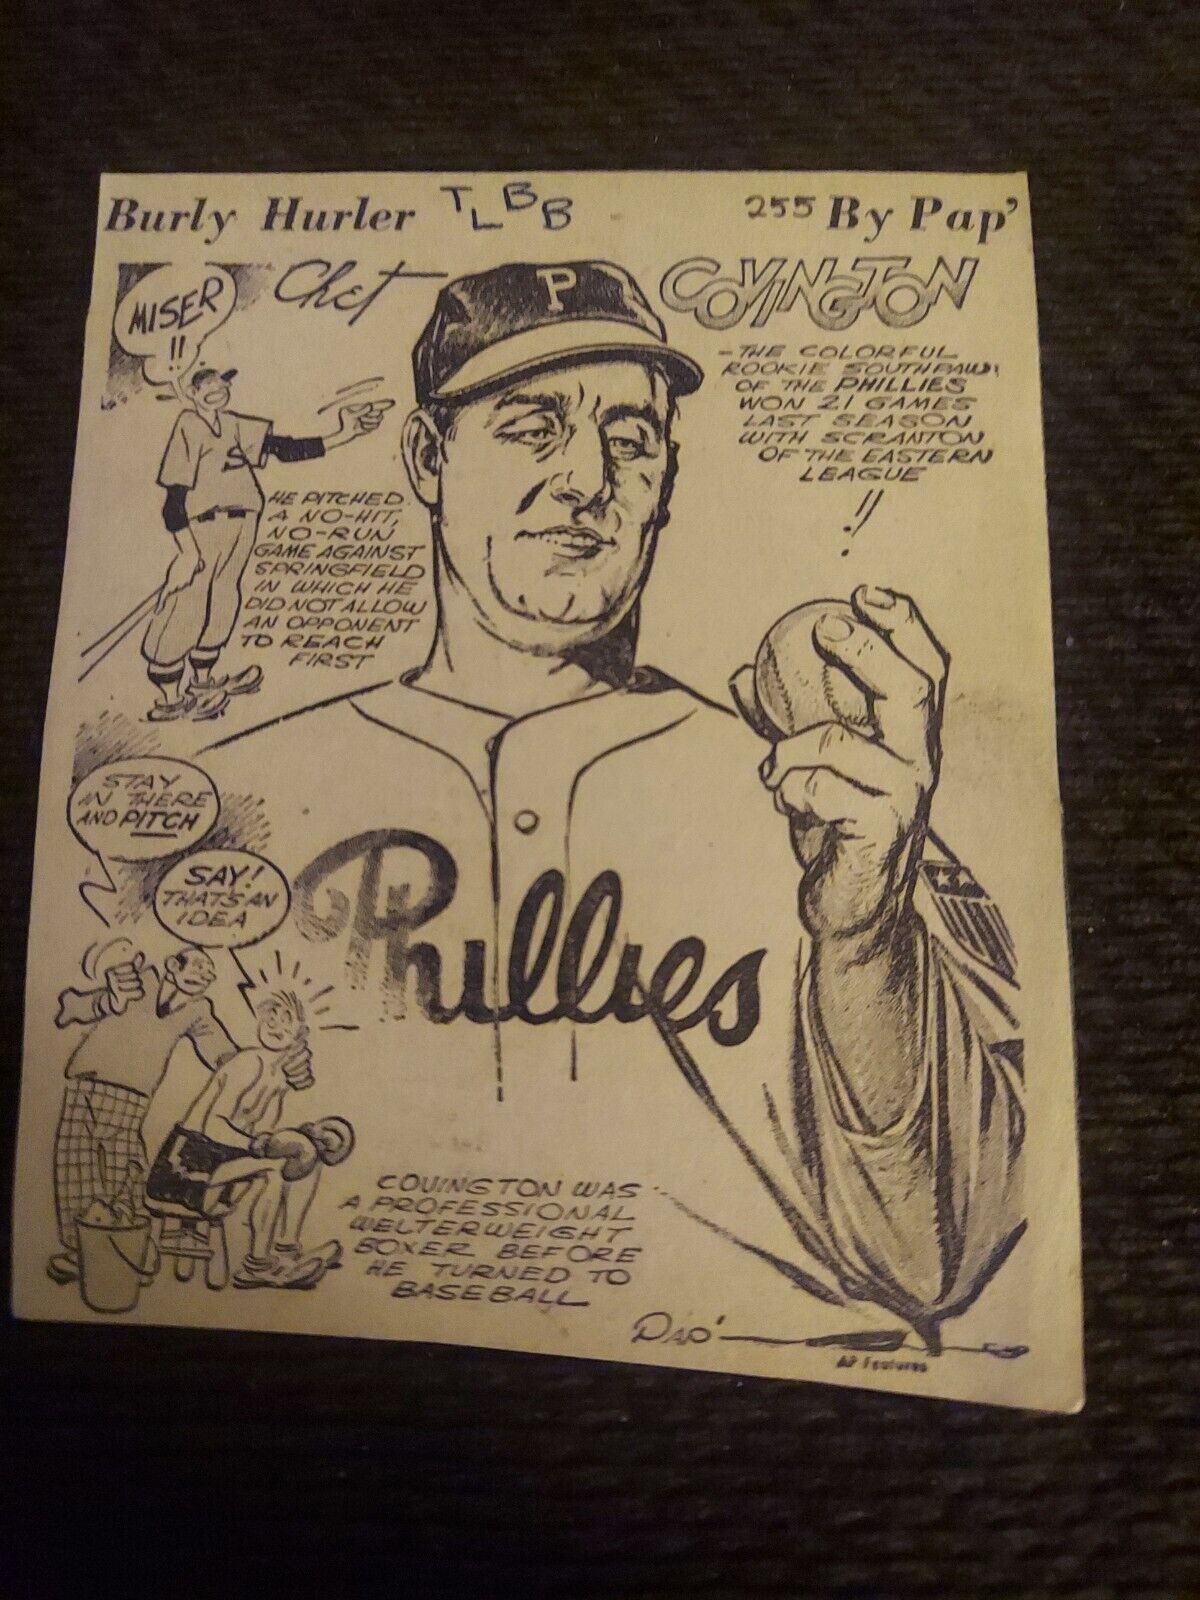 Burly Hurler TLBB 255 By Pap'
MISER
!!
Chet
COVINGTON
P
- THE COLORFUL
ROOKIE SOUTHPAW
OF THE PHILLIES
WON 21 GAMES
LAST SEASON
WITH SCRANTON
OF THE EASTERN
LEAGUE
!!
S
HE PITCHED
A NO-HIT,
NO-RUN
GAME AGAINST
SPRINGFIELD
IN WHICH HE
DID NOT ALLOW
AN OPPONENT
TO REACH
FIRST
STAY
IN THERE
AND PITCH
SAY!
THAT'S AN
IDEA
Phillies
COVINGTON WAS
A PROFESSIONAL
WELTERWEIGHT
BOXER BEFORE
HE TURNED TO
BASEBALL
PAP'
AP Features